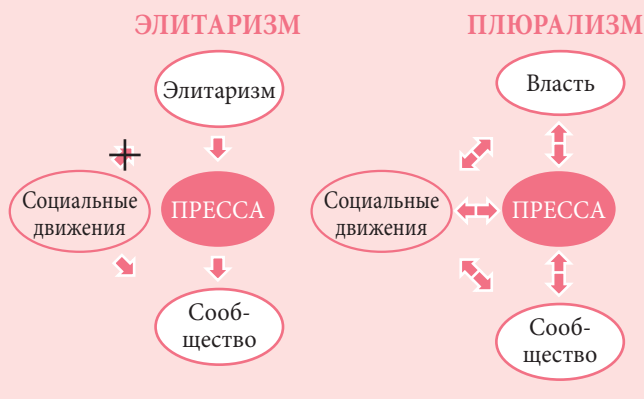 ЭЛИТАРИЗМ
Элитаризм
Социальные
движения
ПРЕССА
Сооб-
щество
ПЛЮРАЛИЗМ
Власть
Социальные
движения
ПРЕССА
Сооб-
щество